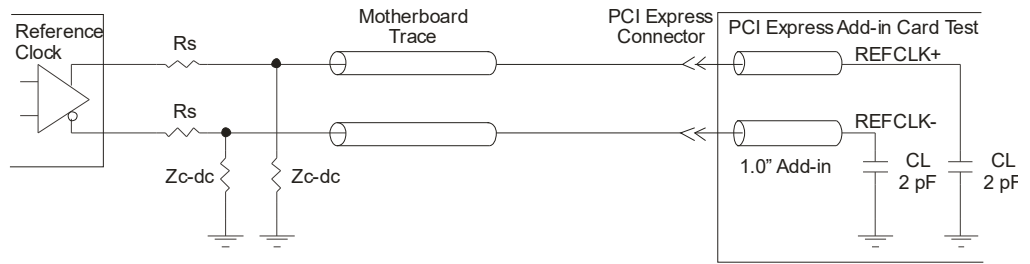 Reference
Clock
Rs
Motherboard
Trace
PCI Express
Connector
PCI Express Add-in Card Test
REFCLK+
Rs
REFCLK-
Zc-dc
Zc-dc
1.0" Add-in
CL
2 pF
CL
2 pF